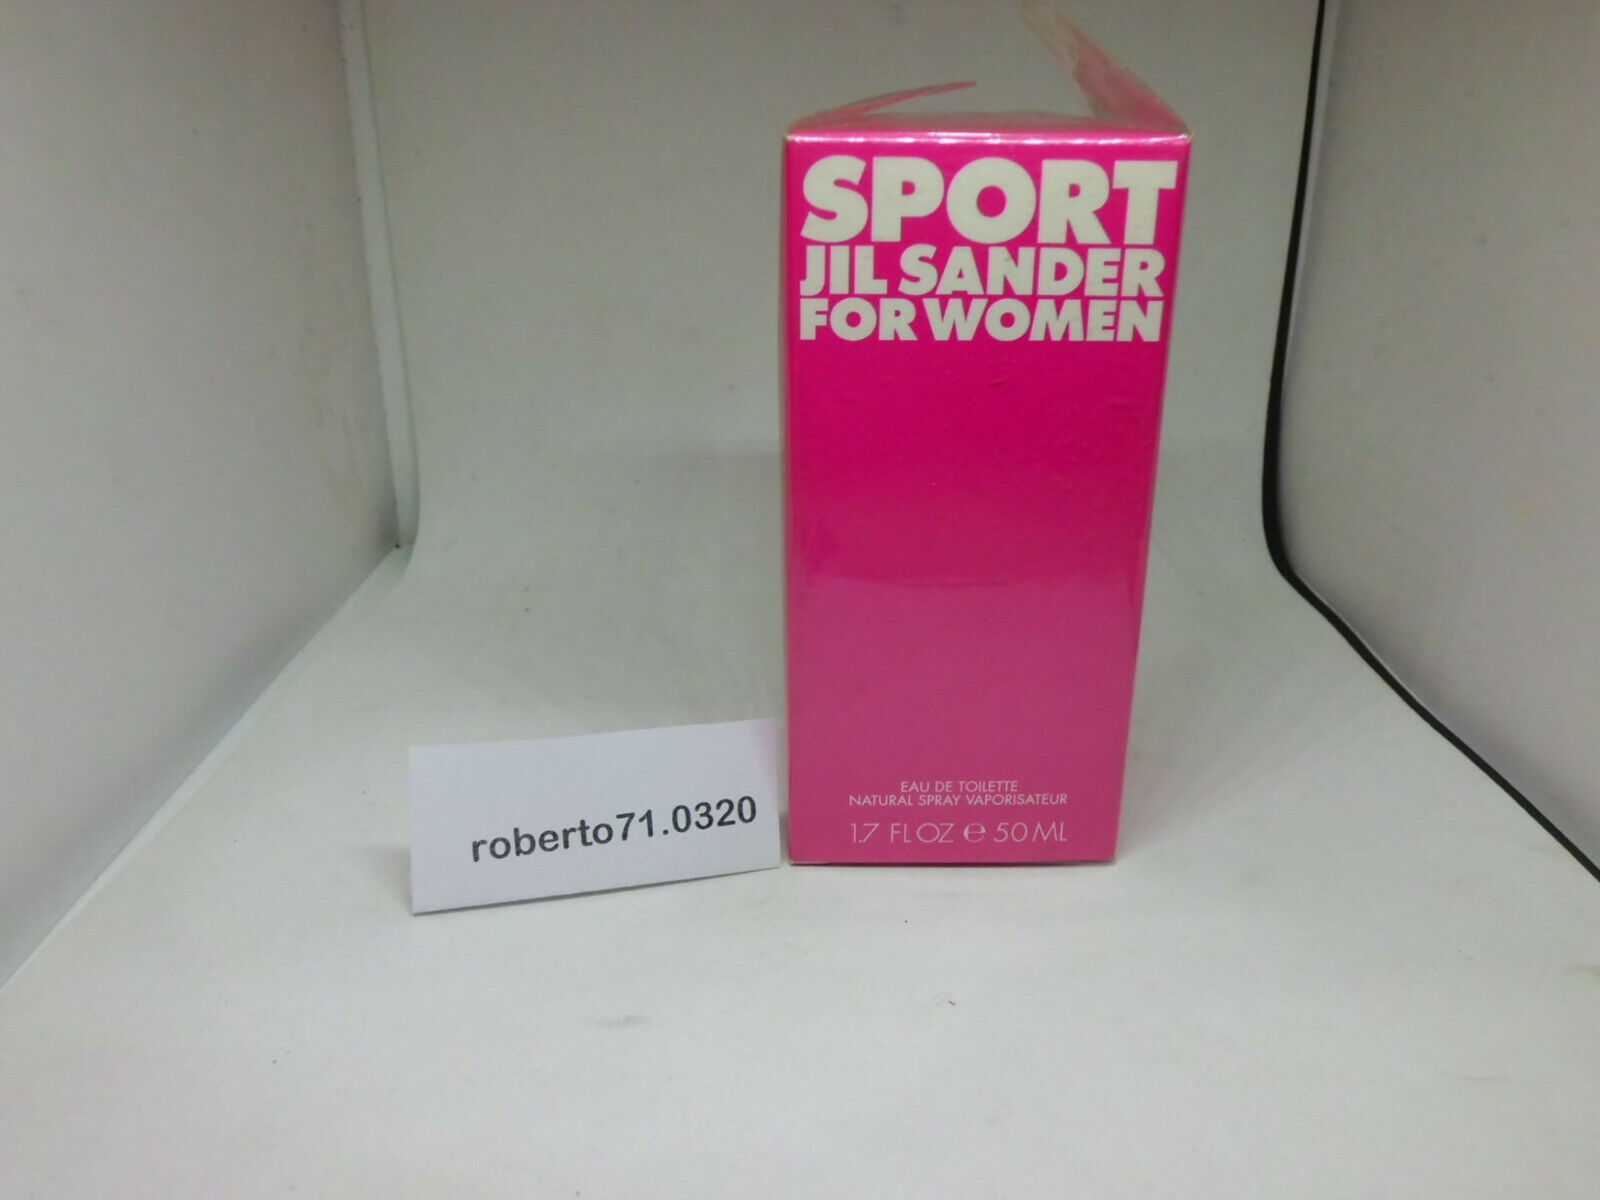 SPORT
JIL SANDER
FOR WOMEN
EAU DE TOILETTE
NATURAL SPRAY VAPORISATEUR
1.7 FL OZ ℮ 50 ML
roberto71.0320